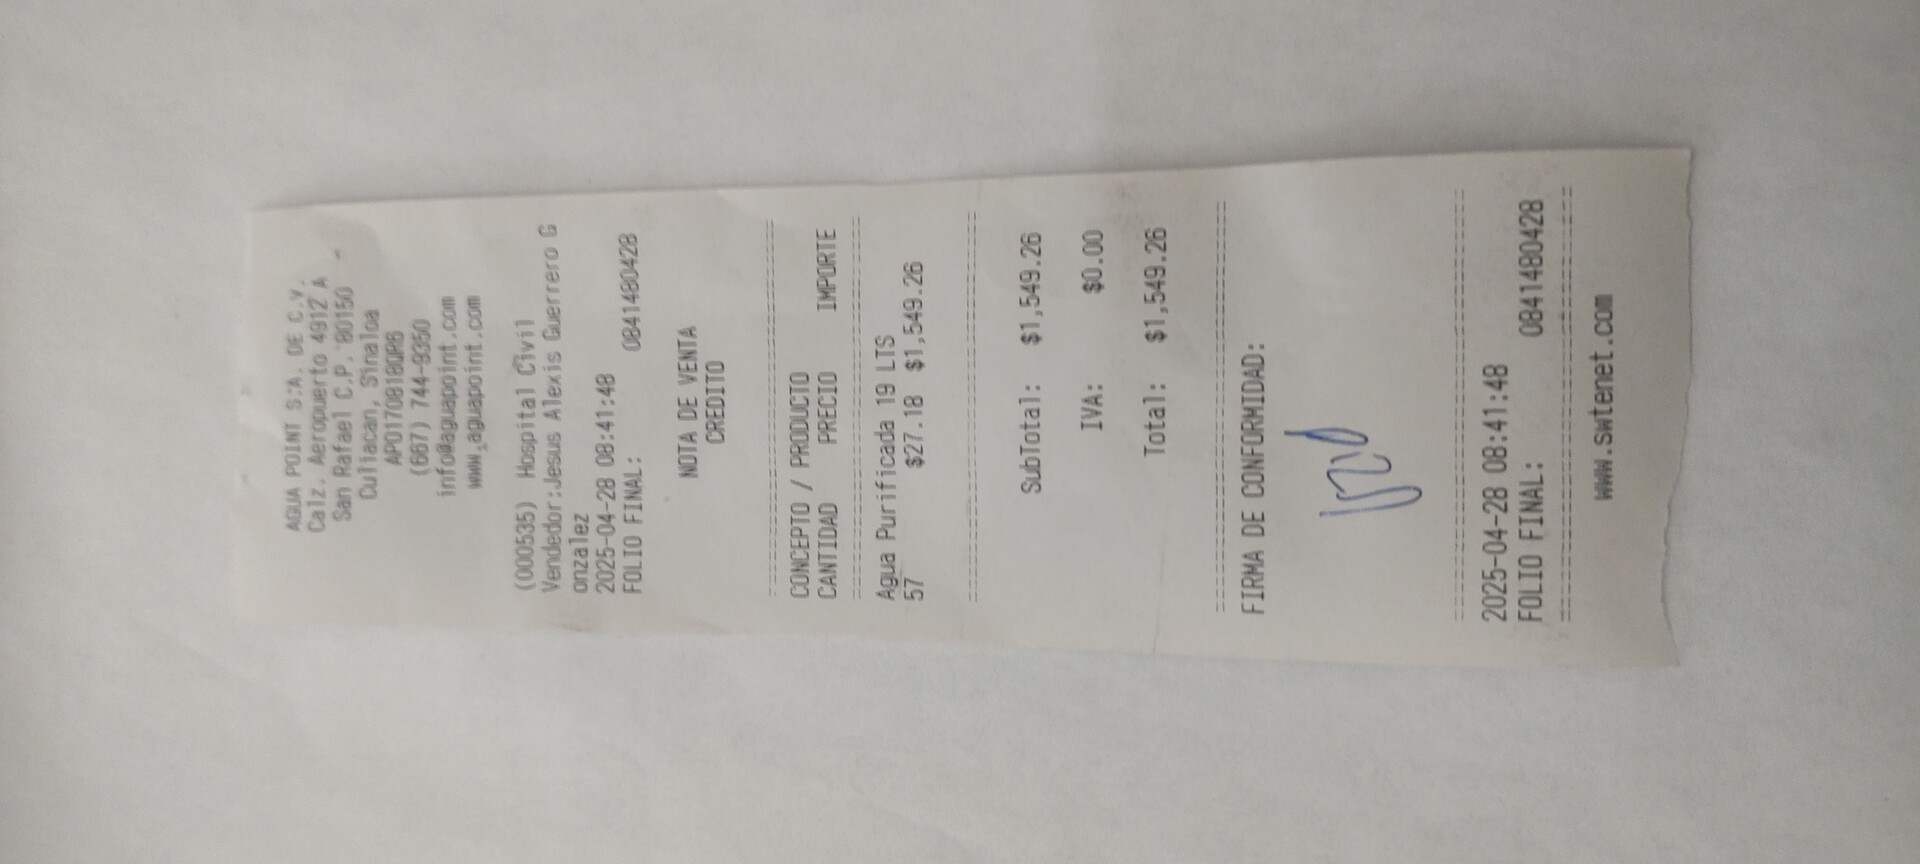 AGUA POINT S.A. DE C.V.
Calz. Aeropuerto 4912 A
San Rafael C.P. 80150 -
Culiacan, Sinaloa
APO170818QR6
(667) 744-9350
info@aguapoint.com
www.aguapoint.com
(000535) Hospital Civil
Vendedor:Jesus Alexis Guerrero G
onzalez
2025-04-28 08:41:48
FOLIO FINAL: 0841480428
NOTA DE VENTA
CREDITO
CONCEPTO / PRODUCTO
CANTIDAD PRECIO IMPORTE
Agua Purificada 19 LTS
57 $27.18 $1,549.26
SubTotal: $1,549.26
IVA: $0.00
Total: $1,549.26
FIRMA DE CONFORMIDAD:
2025-04-28 08:41:48
FOLIO FINAL: 0841480428
www.swtenet.com